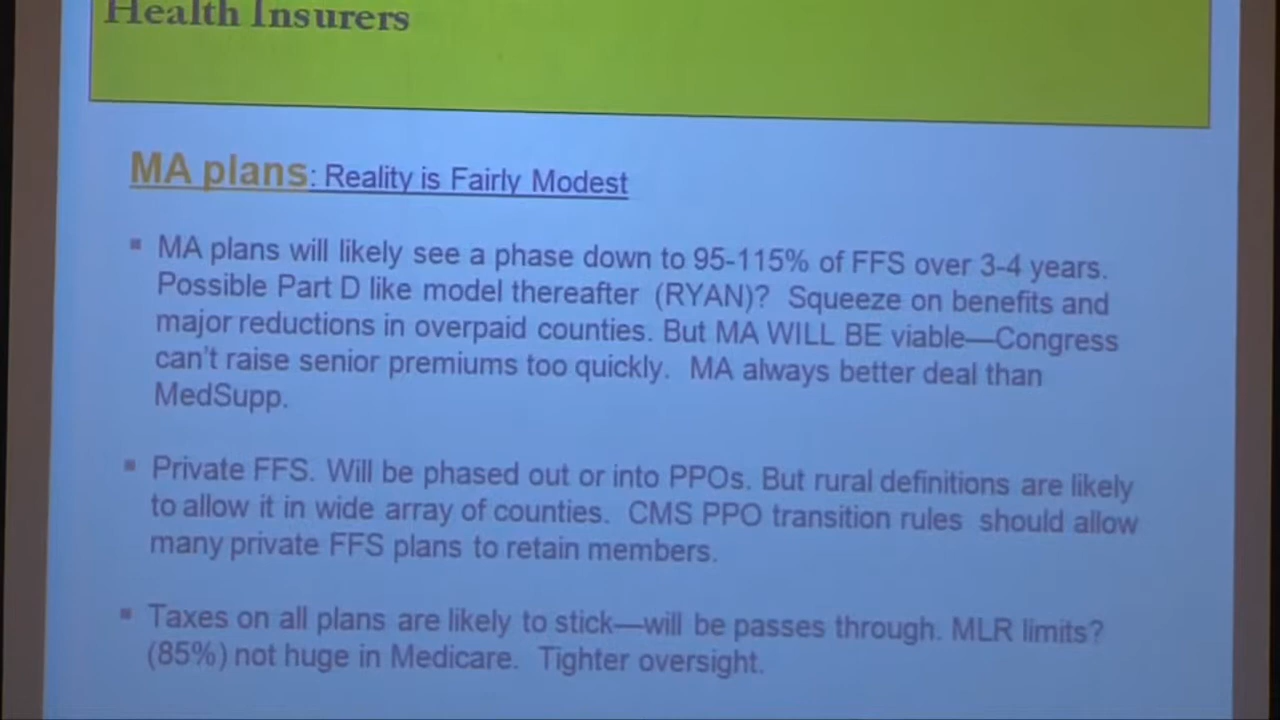 Health Insurers
MA plans: Reality is Fairly Modest
▪ MA plans will likely see a phase down to 95-115% of FFS over 3-4 years.
Possible Part D like model thereafter (RYAN)? Squeeze on benefits and
major reductions in overpaid counties. But MA WILL BE viable—Congress
can't raise senior premiums too quickly. MA always better deal than
MedSupp.
▪ Private FFS. Will be phased out or into PPOs. But rural definitions are likely
to allow it in wide array of counties. CMS PPO transition rules should allow
many private FFS plans to retain members.
▪ Taxes on all plans are likely to stick—will be passes through. MLR limits?
(85%) not huge in Medicare. Tighter oversight.